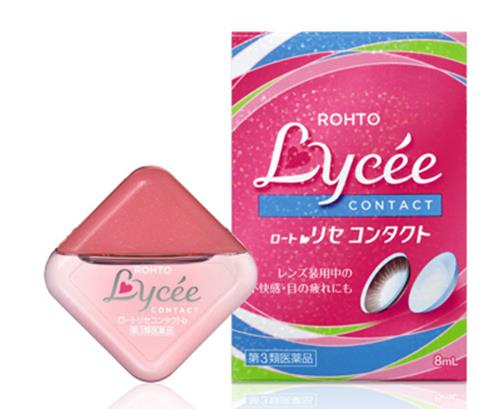 ROHTO
Lycée
CONTACT
ロートリセ コンタクト
レンズ装用中の
不快感・目の疲れにも
第3類医薬品
8mL
ROHTO
Lycée
CONTACT
ロートリセコンタクトb
第3類医薬品